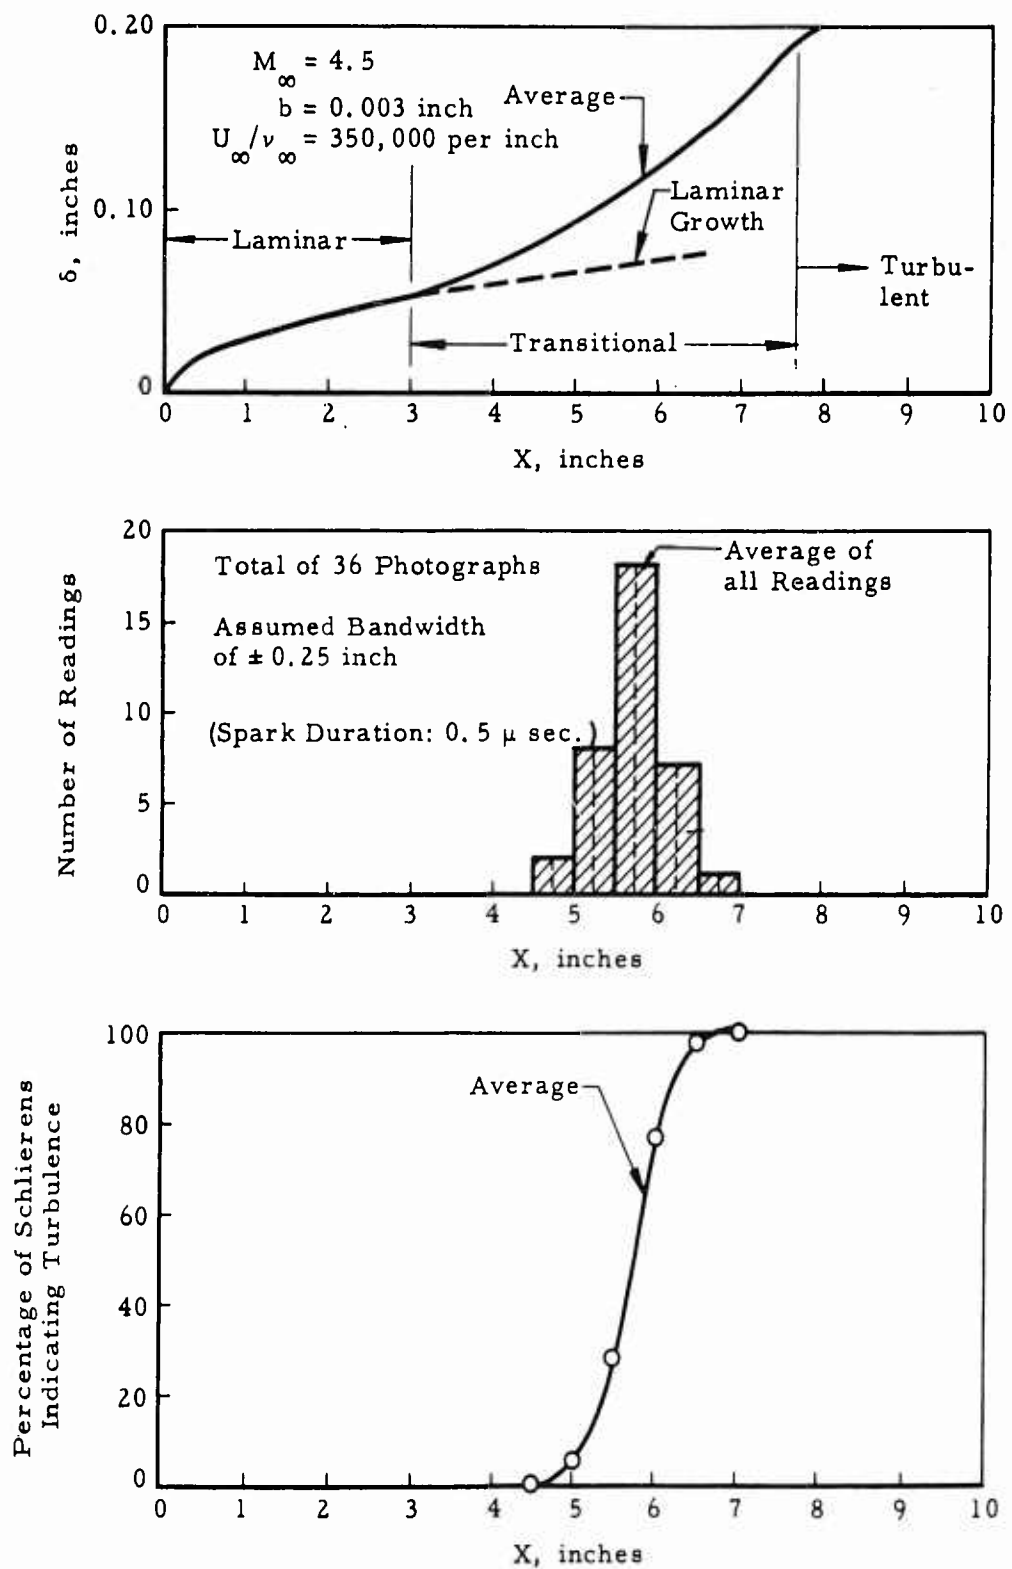 0.20
M∞ = 4.5
b = 0.003 inch
U∞/ν∞ = 350,000 per inch
Average
0.10
Laminar
Growth
Laminar
Turbu-
lent
Transitional
δ, inches
0
0 1 2 3 4 5 6 7 8 9 10
X, inches
20
Total of 36 Photographs
Average of
all Readings
15
Assumed Bandwidth
of ± 0.25 inch
10
(Spark Duration: 0.5 μ sec.)
5
Number of Readings
0
0 1 2 3 4 5 6 7 8 9 10
X, inches
100
Average
80
60
40
20
Percentage of Schlierens
Indicating Turbulence
0
0 1 2 3 4 5 6 7 8 9 10
X, inches